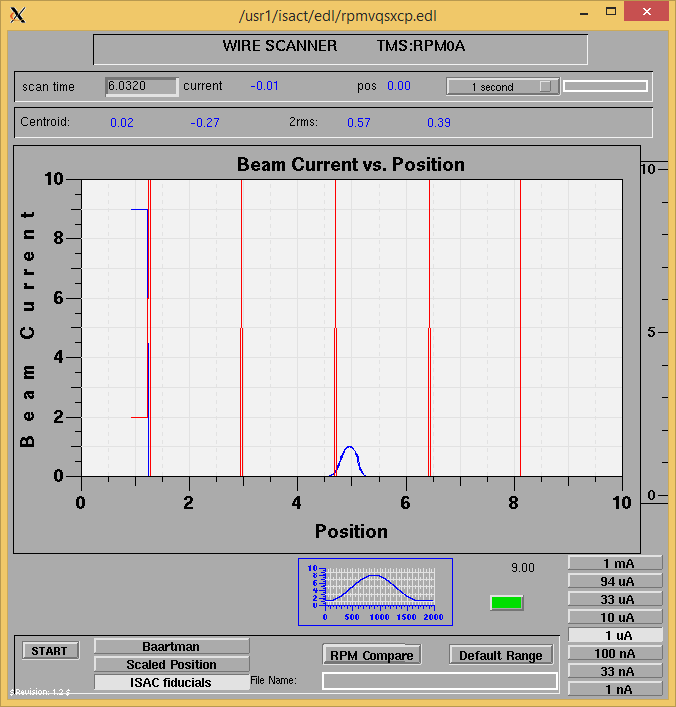 /usr1/isact/edl/rpmvqsxcp.edl
WIRE SCANNER TMS:RPM0A
scan time 6.0320 current -0.01 pos 0.00 1 second
Centroid: 0.02 -0.27 2rms: 0.57 0.39
Beam Current vs. Position
10
8
6
4
2
0
Beam Current
0 2 4 6 8 10
Position
10
5
0
10
8
6
4
2
0
0 500 1000 1500 2000
9.00
1 mA
94 uA
33 uA
10 uA
1 uA
100 nA
33 nA
1 nA
START
Baartman
Scaled Position
ISAC fiducials
RPM Compare
Default Range
File Name:
$Revision: 1.2 $